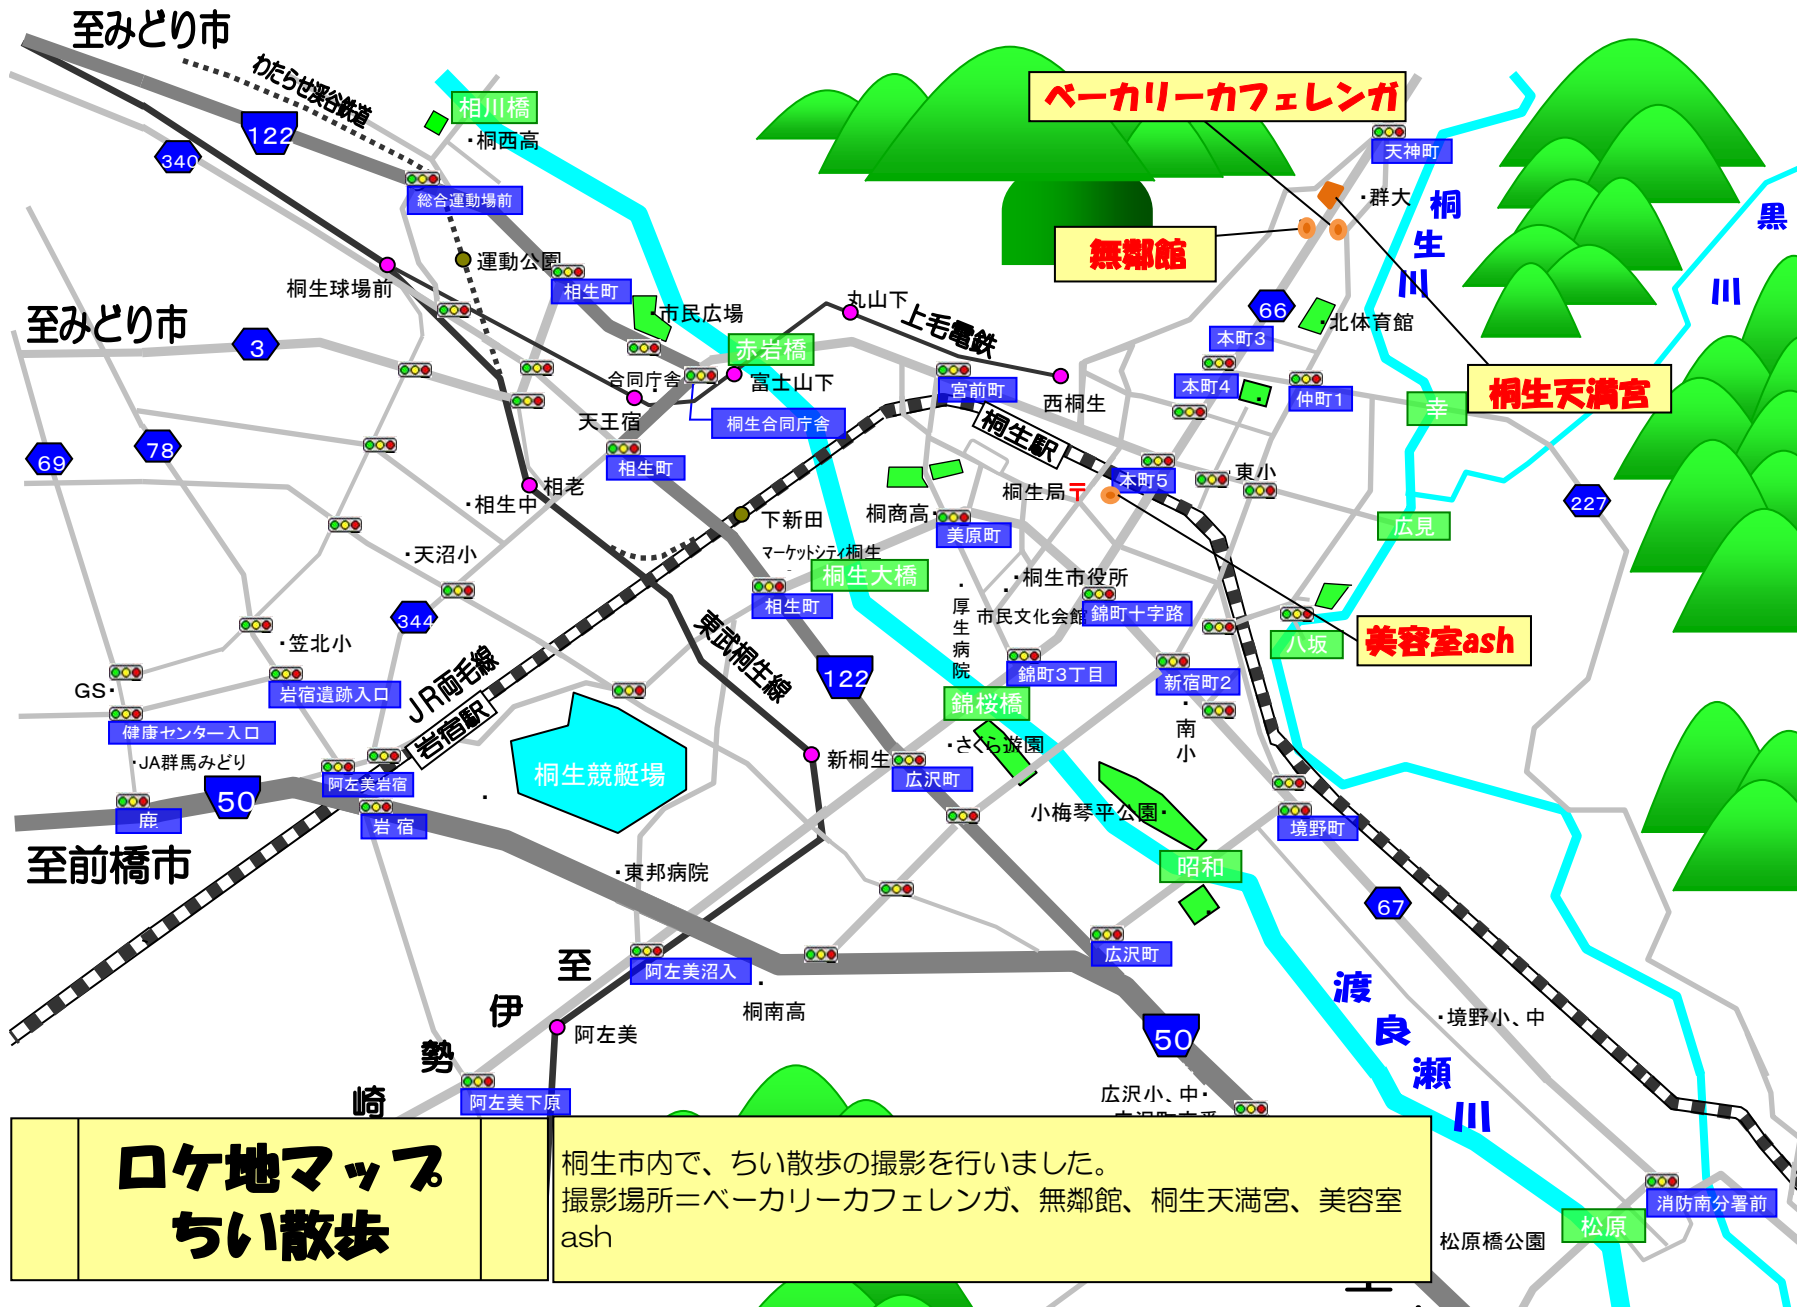 至みどり市
わたらせ渓谷鉄道
相川橋
・桐西高
122
340
総合運動場前
運動公園
桐生球場前
相生町
・市民広場
ベーカリーカフェレンガ
天神町
・群大
無鄰館
桐生川
黒川
至みどり市
3
丸山下
上毛電鉄
66
・北体育館
本町3
赤岩橋
合同庁舎
富士山下
宮前町
西桐生
本町4
仲町1
桐生天満宮
幸
天王宿
桐生合同庁舎
桐生駅
69
78
相生町
相老
・相生中
本町5
・東小
桐生局〒
227
下新田
桐商高・
美原町
広見
・天沼小
マーケットシティ桐生
桐生大橋
・桐生市役所
344
相生町
・厚生病院
市民文化会館
錦町十字路
・笠北小
東武桐生線
八坂
美容室ash
JR両毛線
岩宿駅
122
錦町3丁目
新宿町2
GS・
岩宿遺跡入口
健康センター入口
錦桜橋
・南小
・JA群馬みどり
・さくら遊園
桐生競艇場
新桐生
広沢町
阿左美岩宿
50
鹿
岩宿
小梅琴平公園・
境野町
至前橋市
昭和
・東邦病院
67
広沢町
至伊勢崎
阿左美沼入
・桐南高
渡良瀬川
阿左美
50
・境野小、中
阿左美下原
広沢小、中・
ロケ地マップ
ちい散歩
桐生市内で、ちい散歩の撮影を行いました。
撮影場所＝ベーカリーカフェレンガ、無鄰館、桐生天満宮、美容室
ash
消防南分署前
松原
松原橋公園